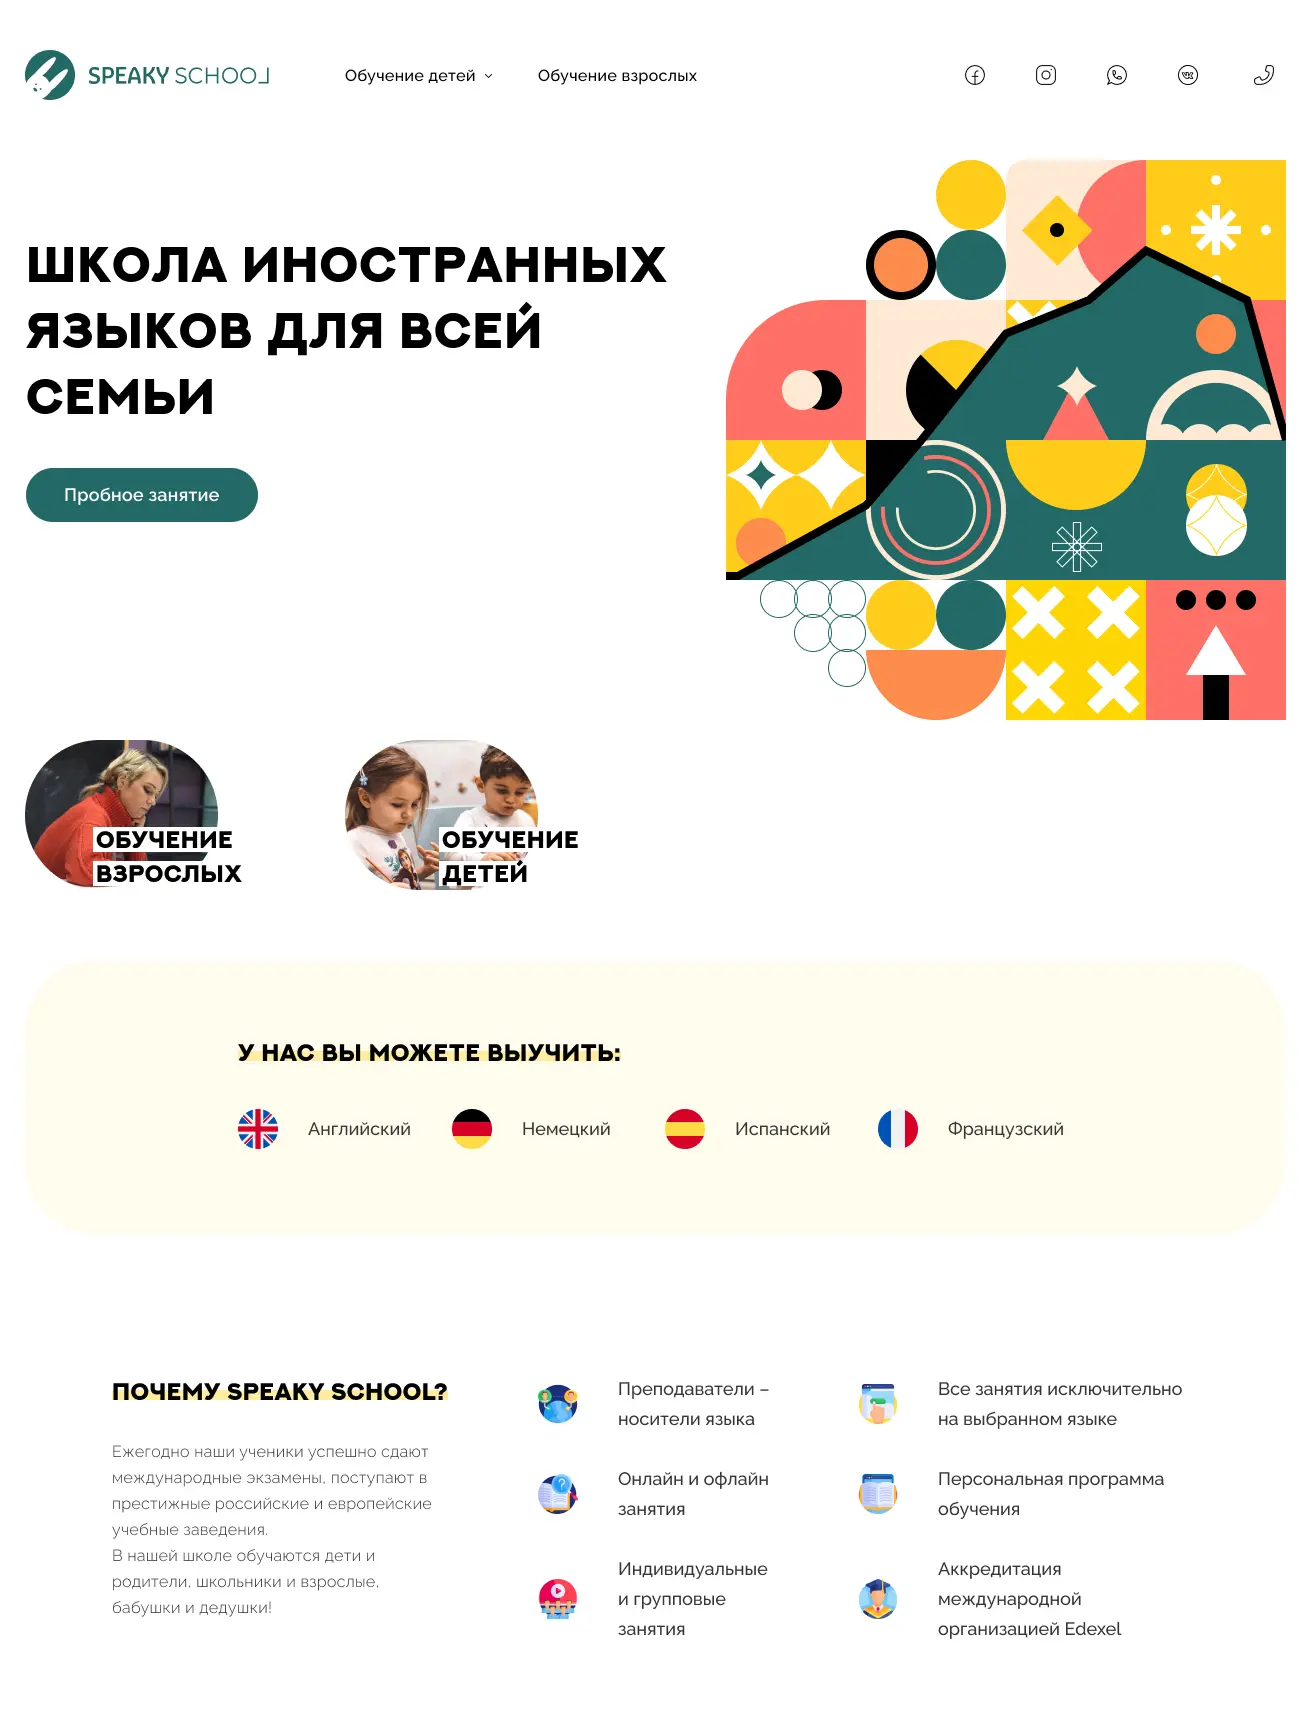 SPEAKY SCHOOL
Обучение детей
Обучение взрослых
ШКОЛА ИНОСТРАННЫХ
ЯЗЫКОВ ДЛЯ ВСЕЙ
СЕМЬИ
Пробное занятие
ОБУЧЕНИЕ
ВЗРОСЛЫХ
ОБУЧЕНИЕ
ДЕТЕЙ
У НАС ВЫ МОЖЕТЕ ВЫУЧИТЬ:
Английский
Немецкий
Испанский
Французский
ПОЧЕМУ SPEAKY SCHOOL?
Ежегодно наши ученики успешно сдают
международные экзамены, поступают в
престижные российские и европейские
учебные заведения.
В нашей школе обучаются дети и
родители, школьники и взрослые,
бабушки и дедушки!
Преподаватели –
носители языка
Все занятия исключительно
на выбранном языке
Онлайн и офлайн
занятия
Персональная программа
обучения
Индивидуальные
и групповые
занятия
Аккредитация
международной
организацией Edexel